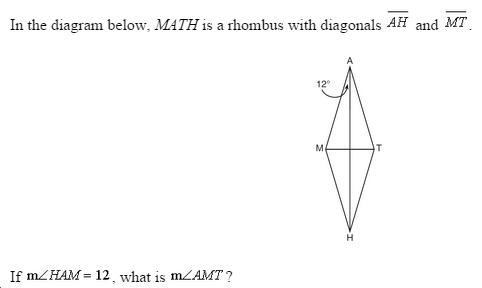 In the diagram below, MATH is a rhombus with diagonals AH and MT.
A
12°
M T
H
If m∠HAM = 12, what is m∠AMT?